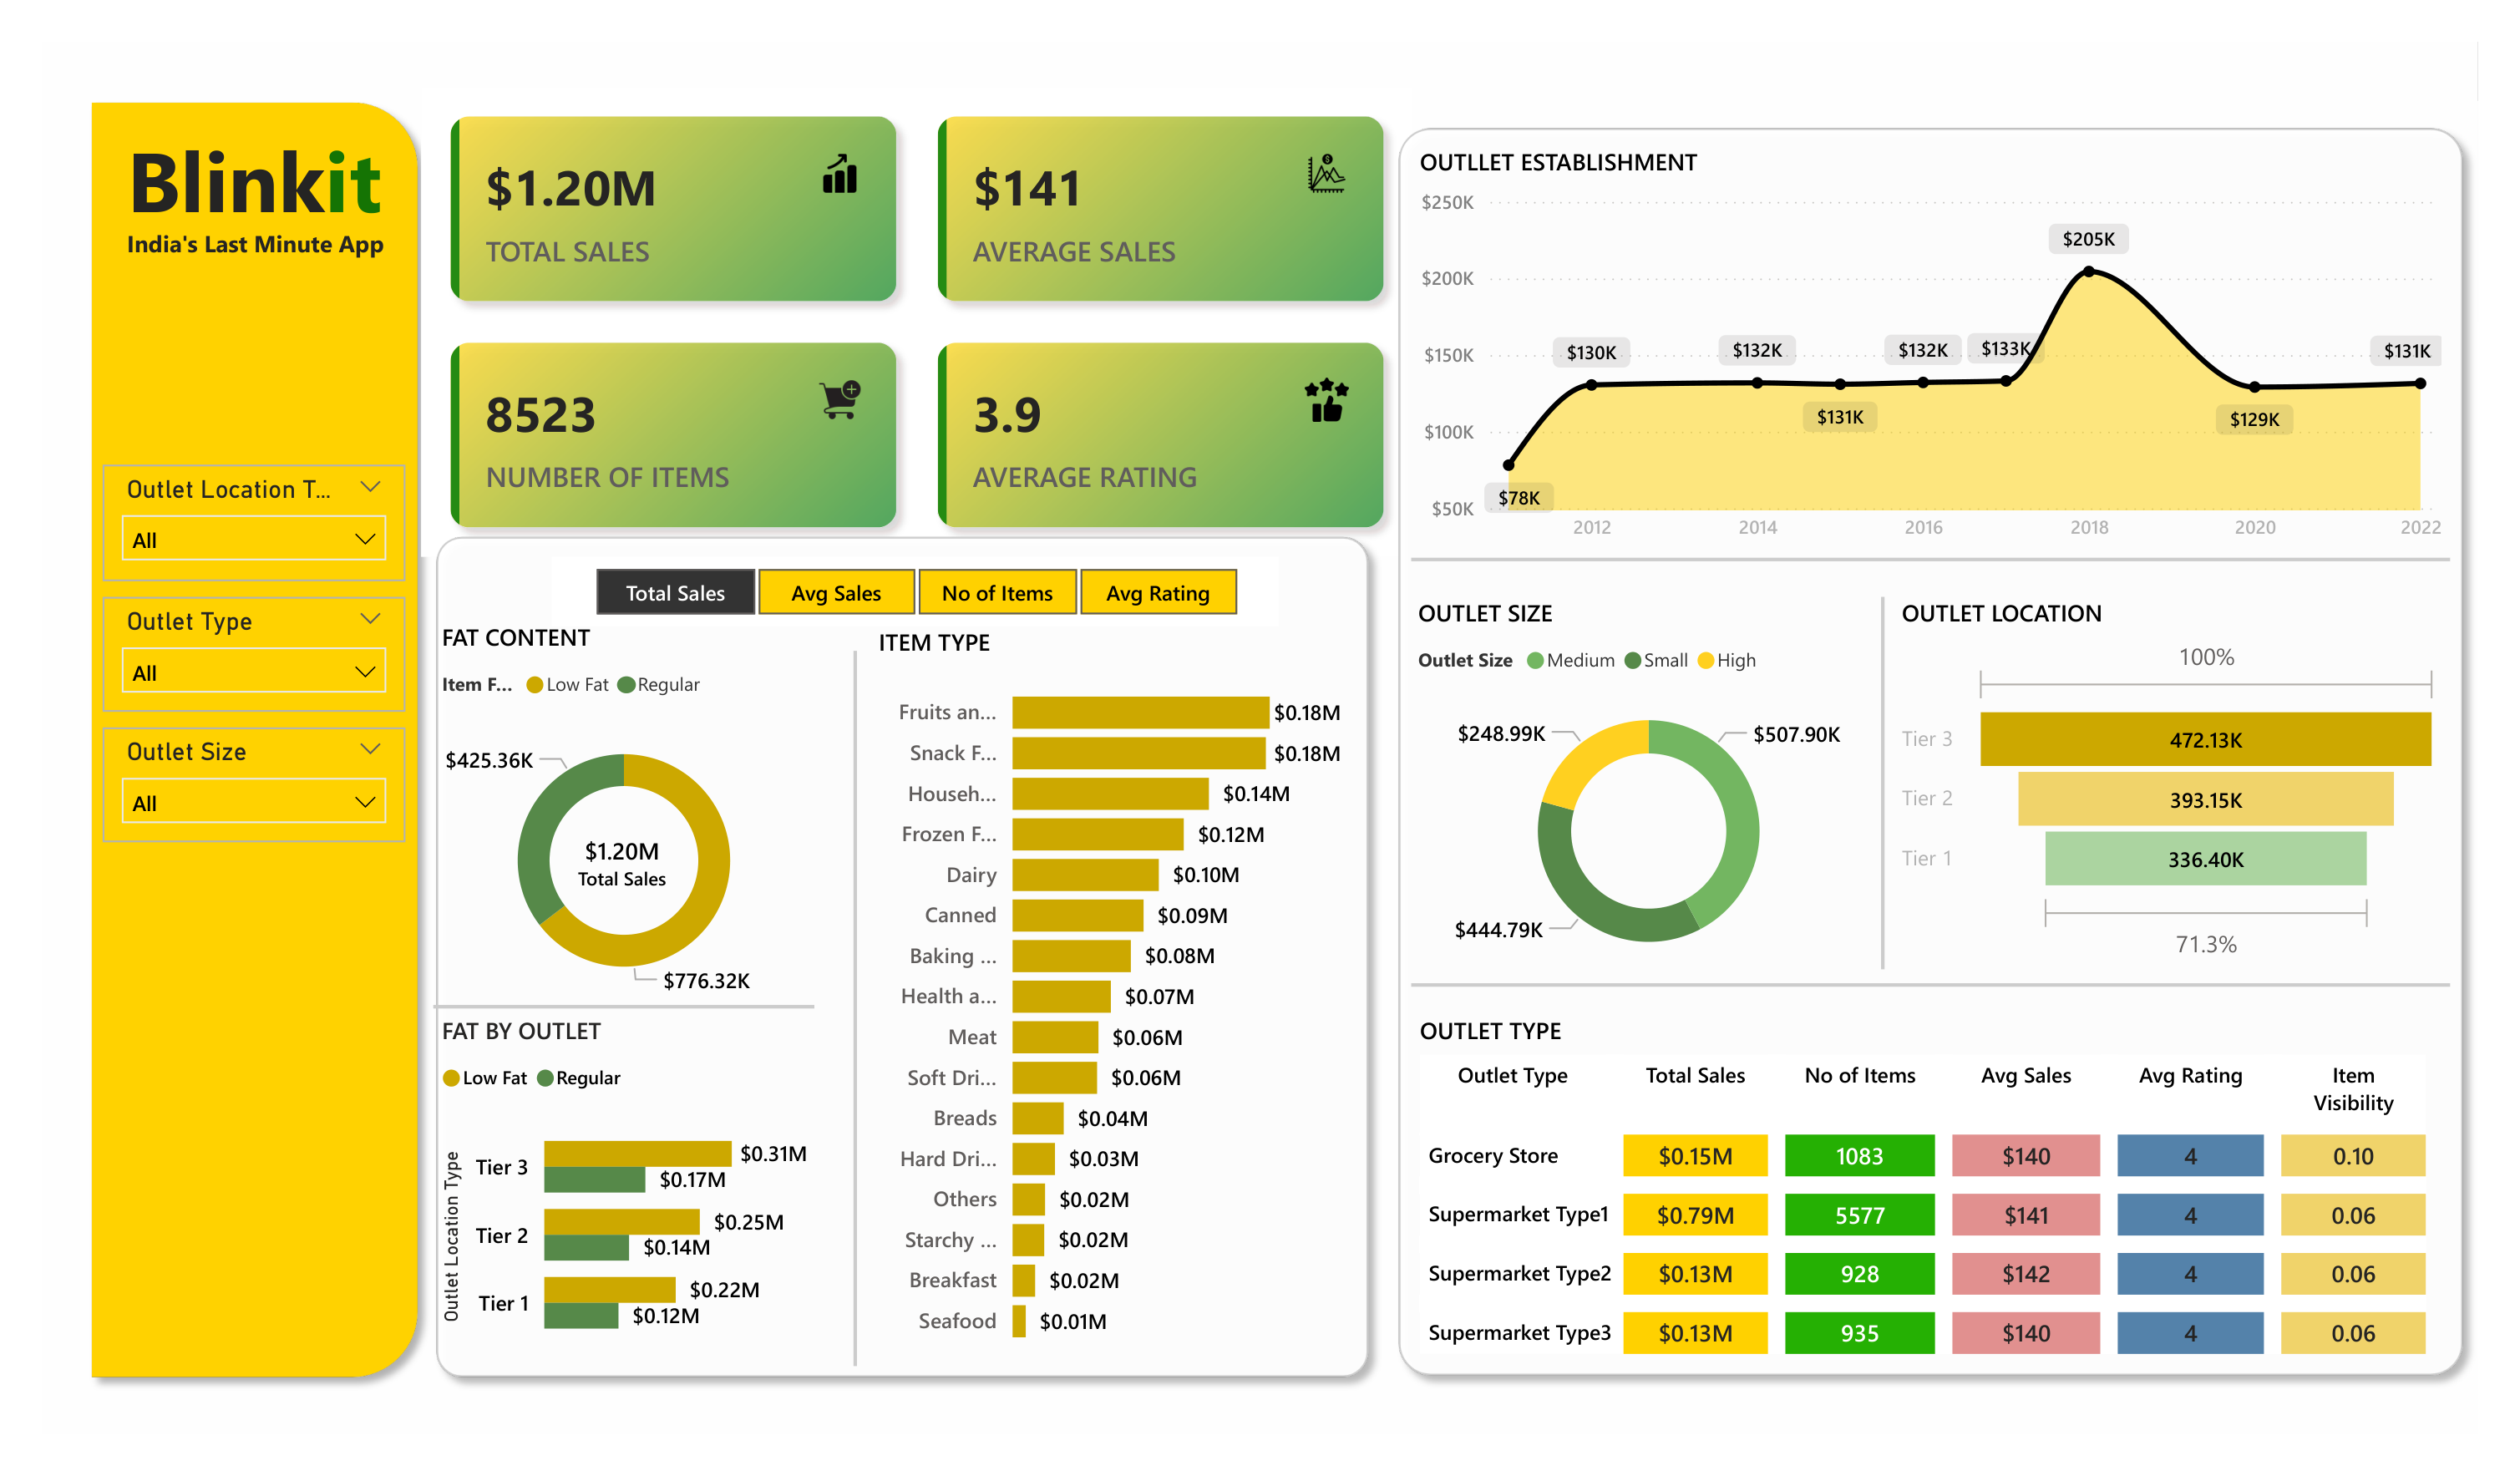 Blinkit
India's Last Minute App
Outlet Location T...
All
Outlet Type
All
Outlet Size
All
$1.20M
TOTAL SALES
$141
AVERAGE SALES
8523
NUMBER OF ITEMS
3.9
AVERAGE RATING
Total Sales Avg Sales No of Items Avg Rating
FAT CONTENT
Item F... Low Fat Regular
$425.36K
$1.20M
Total Sales
$776.32K
FAT BY OUTLET
Low Fat Regular
Outlet Location Type
Tier 3 $0.31M
$0.17M
Tier 2 $0.25M
$0.14M
Tier 1 $0.22M
$0.12M
ITEM TYPE
Fruits an... $0.18M
Snack F... $0.18M
Househ... $0.14M
Frozen F... $0.12M
Dairy $0.10M
Canned $0.09M
Baking ... $0.08M
Health a... $0.07M
Meat $0.06M
Soft Dri... $0.06M
Breads $0.04M
Hard Dri... $0.03M
Others $0.02M
Starchy ... $0.02M
Breakfast $0.02M
Seafood $0.01M
OUTLLET ESTABLISHMENT
$250K
$200K
$150K
$100K
$50K
$78K
$130K
$132K
$131K
$132K
$133K
$205K
$129K
$131K
2012 2014 2016 2018 2020 2022
OUTLET SIZE
Outlet Size Medium Small High
$248.99K
$507.90K
$444.79K
OUTLET LOCATION
100%
Tier 3 472.13K
Tier 2 393.15K
Tier 1 336.40K
71.3%
OUTLET TYPE
Outlet Type Total Sales No of Items Avg Sales Avg Rating Item
Visibility
Grocery Store $0.15M 1083 $140 4 0.10
Supermarket Type1 $0.79M 5577 $141 4 0.06
Supermarket Type2 $0.13M 928 $142 4 0.06
Supermarket Type3 $0.13M 935 $140 4 0.06